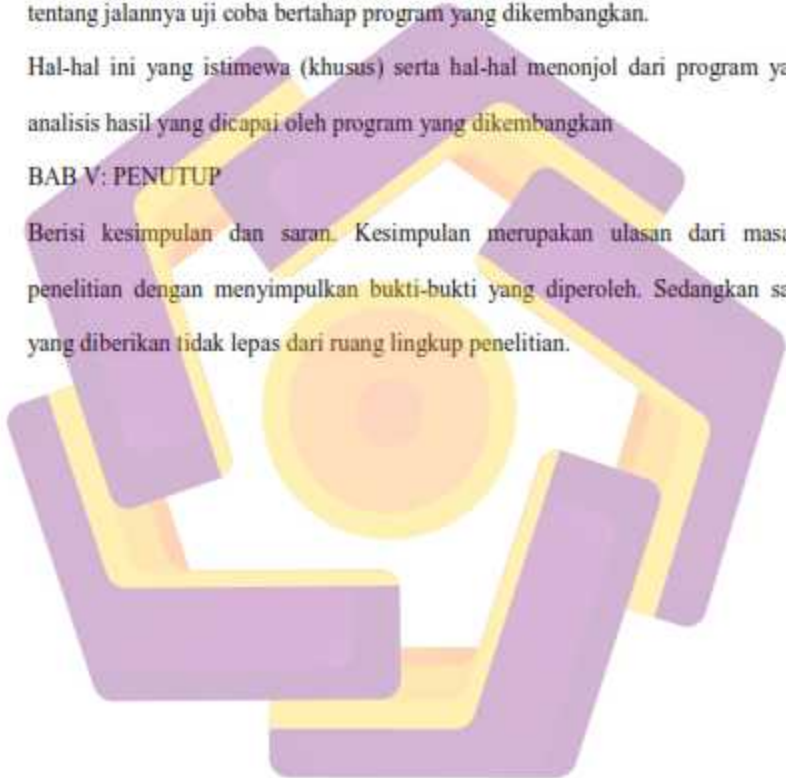 tentang jalannya uji coba bertahap program yang dikembangkan.
Hal-hal ini yang istimewa (khusus) serta hal-hal menonjol dari program ya
analisis hasil yang dicapai oleh program yang dikembangkan
BAB V: PENUTUP
Berisi kesimpulan dan saran. Kesimpulan merupakan ulasan dari masa
penelitian dengan menyimpulkan bukti-bukti yang diperoleh. Sedangkan sa
yang diberikan tidak lepas dari ruang lingkup penelitian.